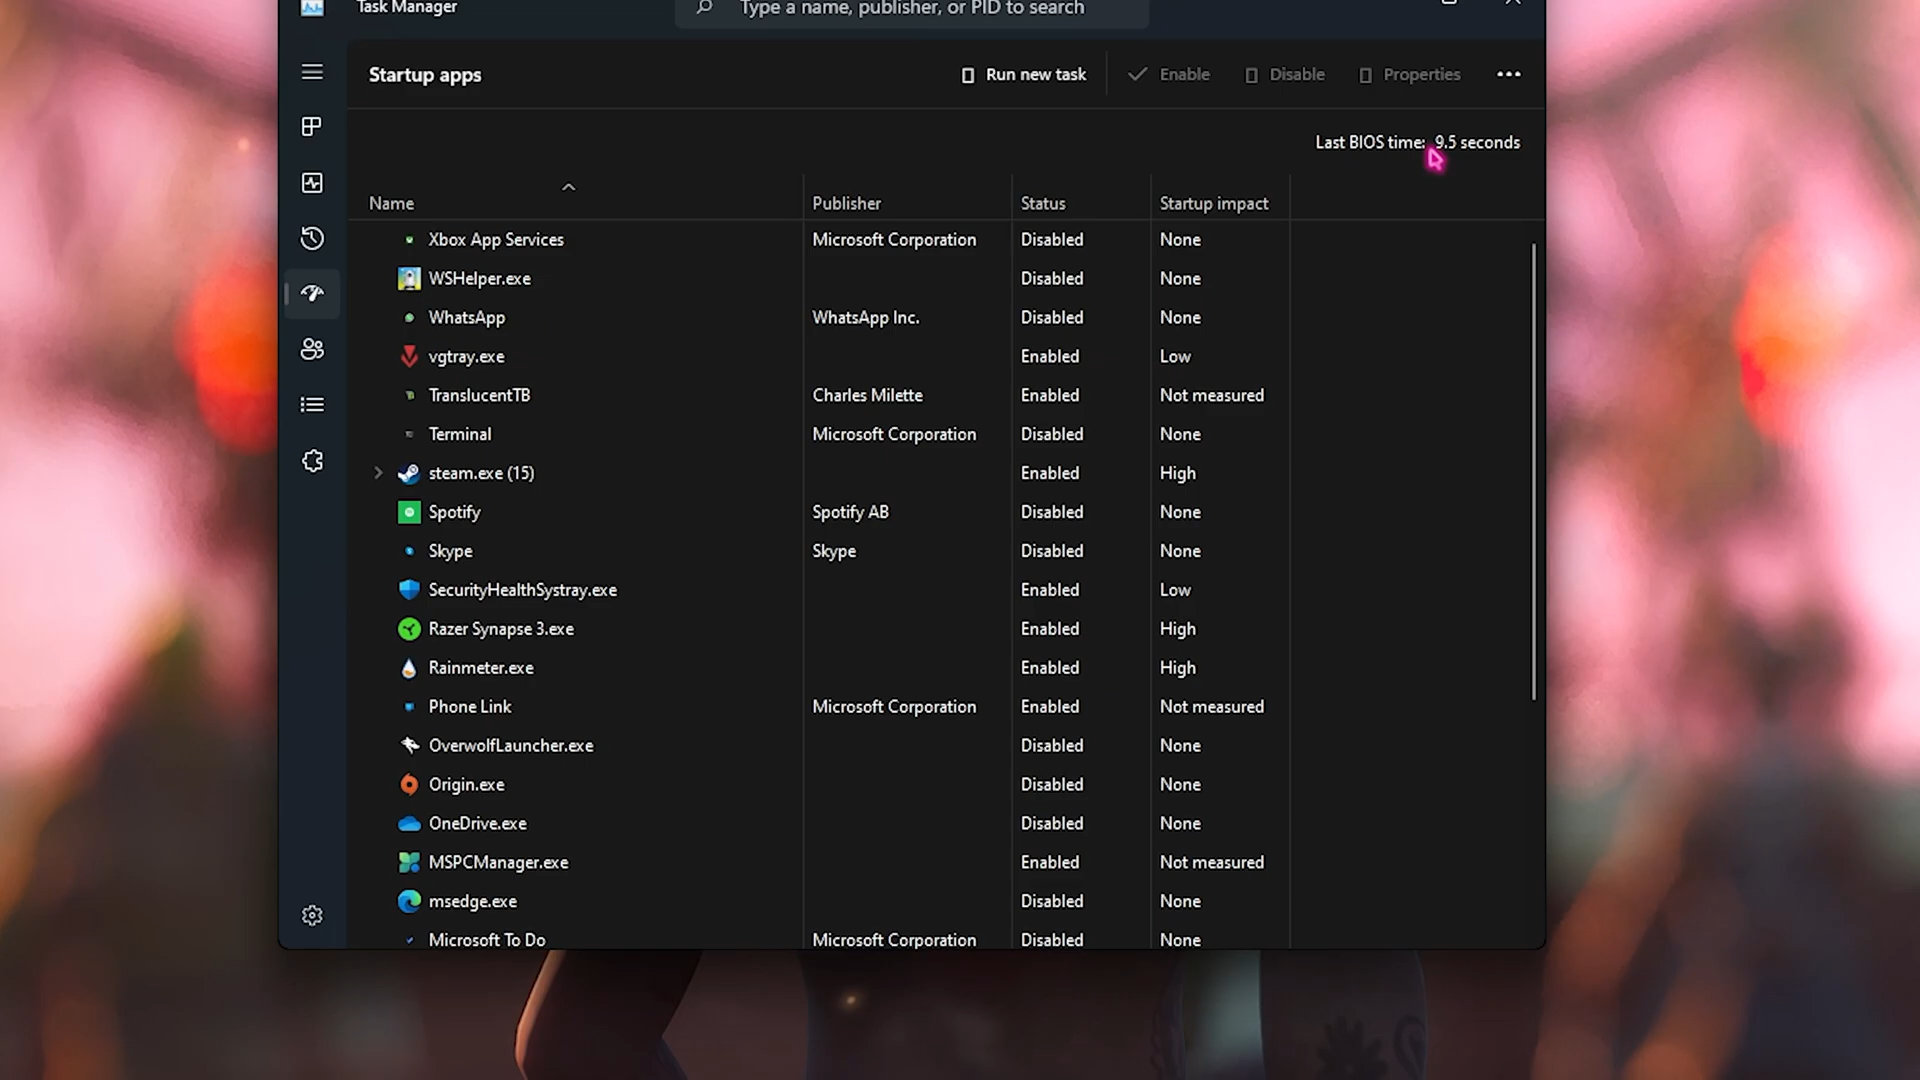 Task Manager
Type a name, publisher, or PID to search
Startup apps
Run new task
Enable
Disable
Properties
Last BIOS time: 9.5 seconds
Name Publisher Status Startup impact
Xbox App Services Microsoft Corporation Disabled None
WSHelper.exe Disabled None
WhatsApp WhatsApp Inc. Disabled None
vgtray.exe Enabled Low
TranslucentTB Charles Milette Enabled Not measured
Terminal Microsoft Corporation Disabled None
steam.exe (15) Enabled High
Spotify Spotify AB Disabled None
Skype Skype Disabled None
SecurityHealthSystray.exe Enabled Low
Razer Synapse 3.exe Enabled High
Rainmeter.exe Enabled High
Phone Link Microsoft Corporation Enabled Not measured
OverwolfLauncher.exe Disabled None
Origin.exe Disabled None
OneDrive.exe Disabled None
MSPCManager.exe Enabled Not measured
msedge.exe Disabled None
Microsoft To Do Microsoft Corporation Disabled None